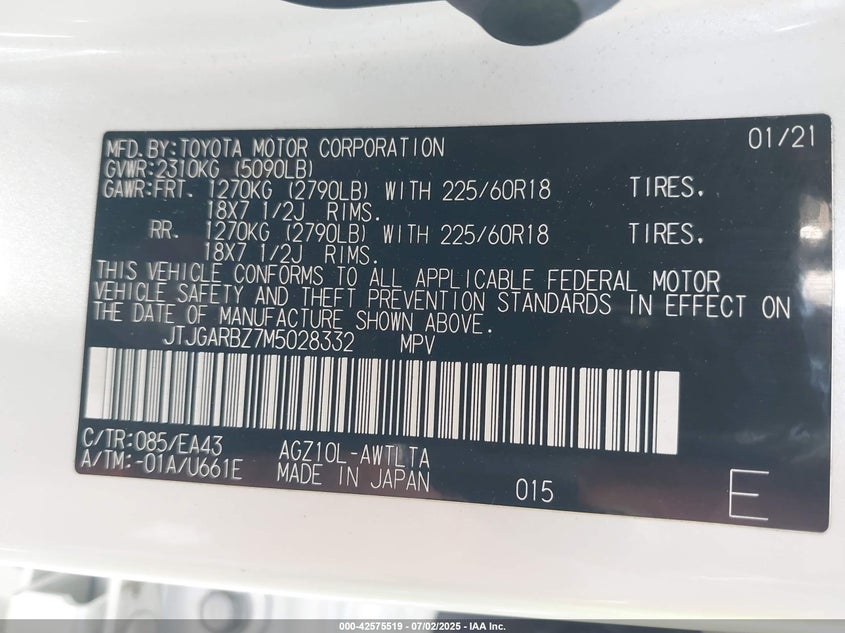 MFD.BY:TOYOTA MOTOR CORPORATION 01/21
GVWR:2310KG (5090LB)
GAWR:FRT. 1270KG (2790LB) WITH 225/60R18 TIRES.
18X7 1/2J RIMS.
RR. 1270KG (2790LB) WITH 225/60R18 TIRES.
18X7 1/2J RIMS.
THIS VEHICLE CONFORMS TO ALL APPLICABLE FEDERAL MOTOR
VEHICLE SAFETY AND THEFT PREVENTION STANDARDS IN EFFECT ON
THE DATE OF MANUFACTURE SHOWN ABOVE.
JTJGARBZ7M5028332 MPV
C/TR:085/EA43 AGZ10L-AWTLTA
A/TM:-01A/U661E MADE IN JAPAN 015 E
000-42575519 - 07/02/2025 - IAA Inc.